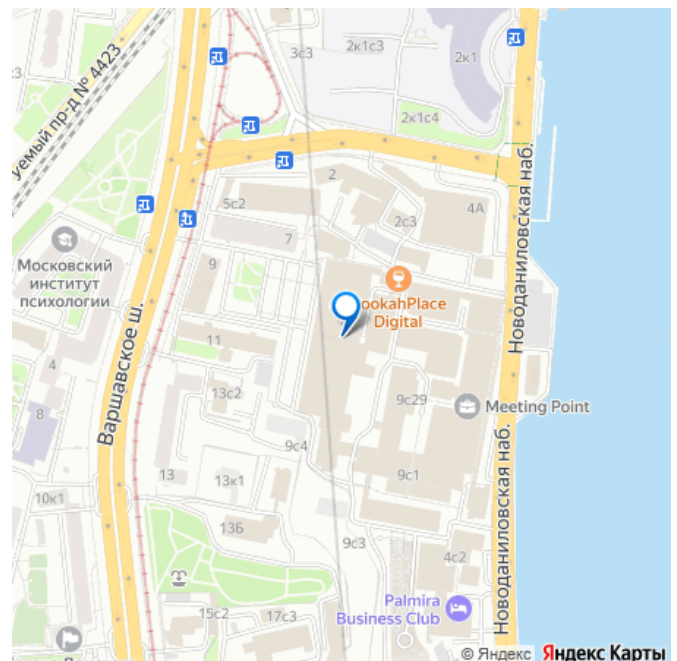 3с3
2к1с3
2к1
уемый пр-д № 4423
2к1с4
2
5с2
2с3
4А
7
Московский
институт
психологии
9
ookahPlace
Digital
Новоданиловская наб.
11
4
Варшавское ш.
13с2
9с29
Meeting Point
8
9с4
13
13к1
9с1
10к1
13Б
9с3
Новоданиловская наб.
4с2
Palmira
Business Club
15с2
17с3
© Яндекс Яндекс Карты